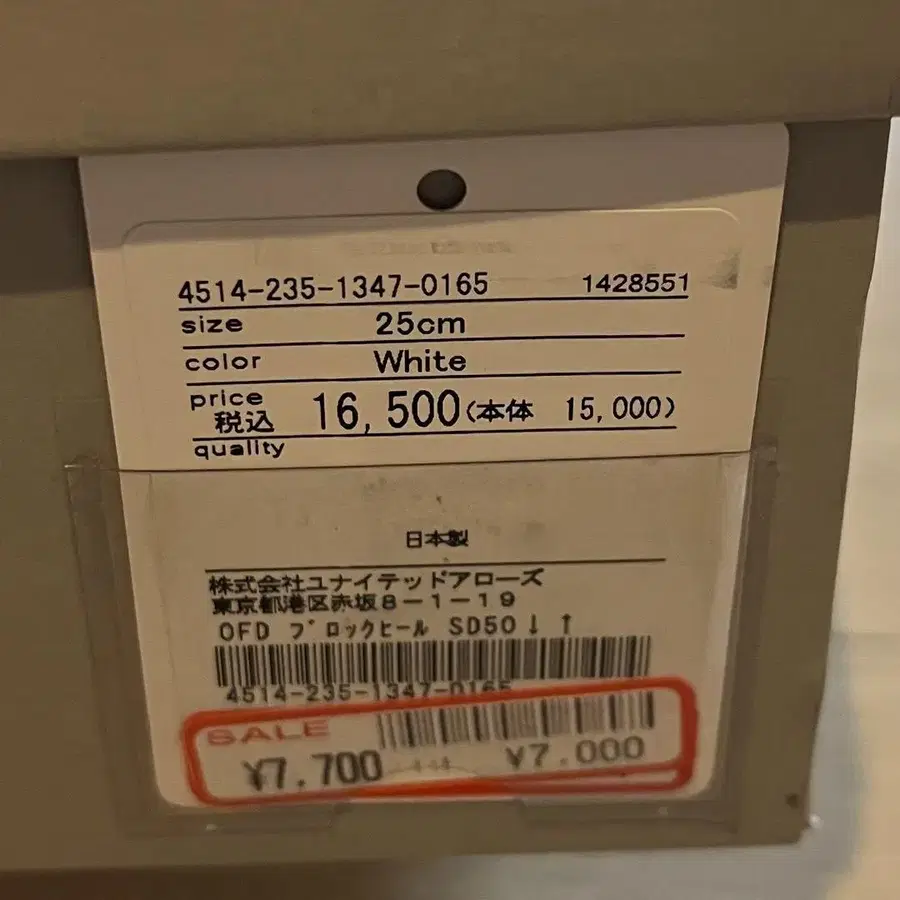 4514-235-1347-0165 1428551
size 25cm
color White
price
税込 16,500(本体 15,000)
quality
日本製
株式会社ユナイテッドアローズ
東京都港区赤坂8-1-19
OFD ブロックヒール SD50↓ ↑
4514-235-1347-0165
SALE
¥7,700 ¥7,000